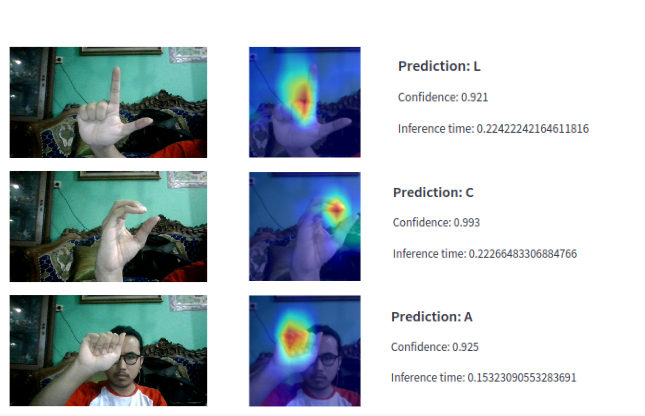 Prediction: L
Confidence: 0.921
Inference time: 0.22422242164611816
Prediction: C
Confidence: 0.993
Inference time: 0.22266483306884766
Prediction: A
Confidence: 0.925
Inference time: 0.15323090553283691